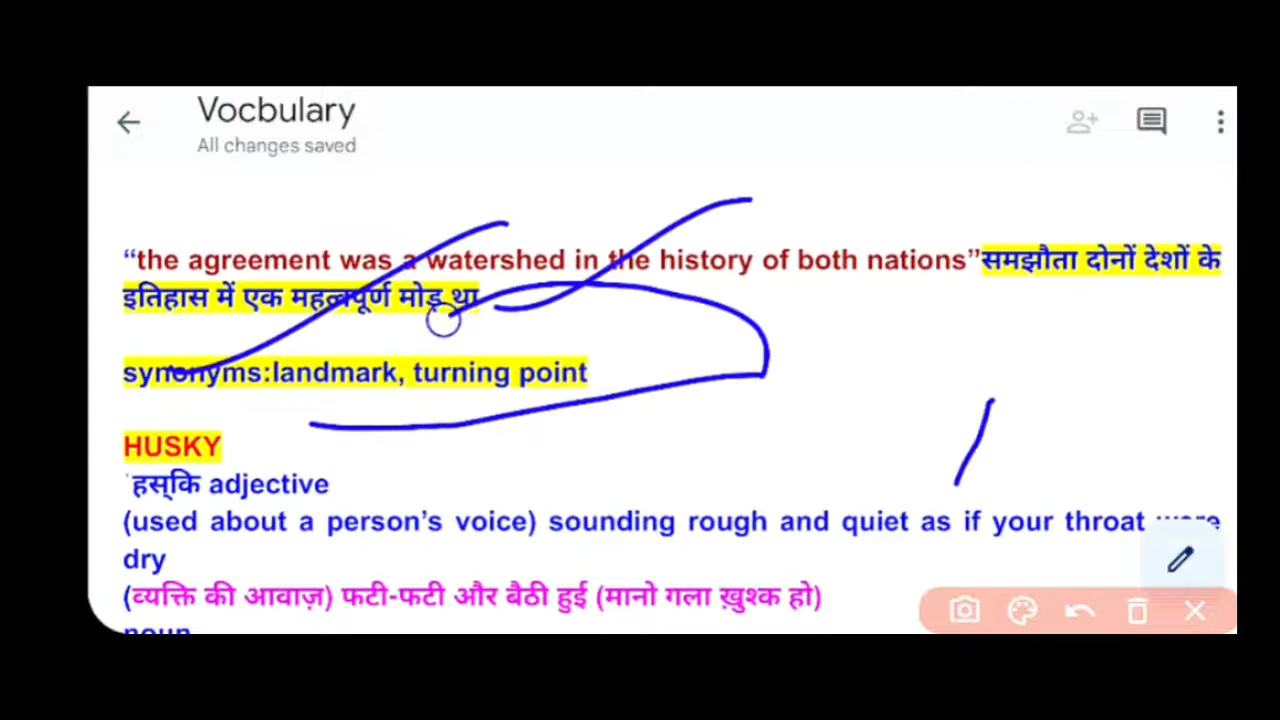 Vocbulary
All changes saved
“the agreement was a watershed in the history of both nations”समझौता दोनों देशों के
इतिहास में एक महत्वपूर्ण मोड़ था
synonyms:landmark, turning point
HUSKY
ˈहस्कि adjective
(used about a person’s voice) sounding rough and quiet as if your throat were
dry
(व्यक्ति की आवाज़) फटी-फटी और बैठी हुई (मानो गला ख़ुश्क हो)
noun